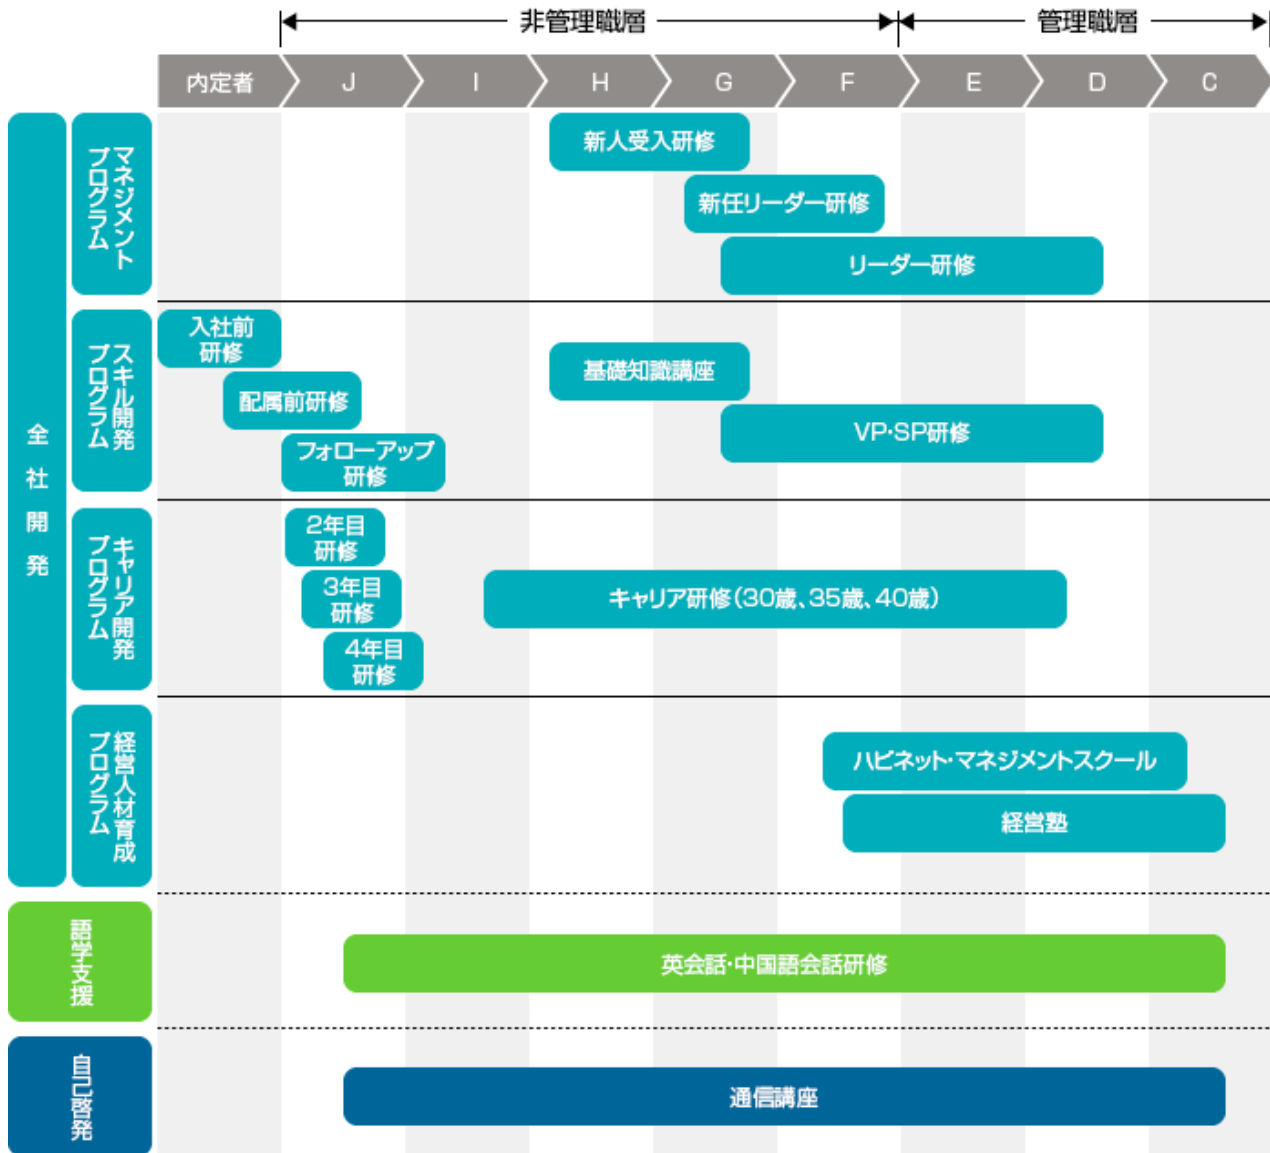 非管理職層
管理職層
内定者
J
I
H
G
F
E
D
C
全社開発
マネジメント
プログラム
新人受入研修
新任リーダー研修
リーダー研修
スキル開発
プログラム
入社前
研修
配属前研修
フォローアップ
研修
基礎知識講座
VP・SP研修
キャリア開発
プログラム
2年目
研修
3年目
研修
4年目
研修
キャリア研修(30歳、35歳、40歳)
経営人材育成
プログラム
ハピネット・マネジメントスクール
経営塾
語学支援
英会話・中国語会話研修
自己啓発
通信講座